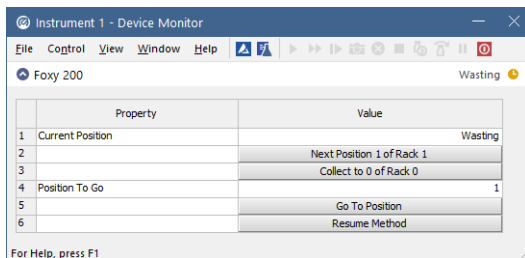 Instrument 1 - Device Monitor
File Control View Window Help
Foxy 200 Wasting
Property Value
1 Current Position Wasting
2 Next Position 1 of Rack 1
3 Collect to 0 of Rack 0
4 Position To Go 1
5 Go To Position
6 Resume Method
For Help, press F1